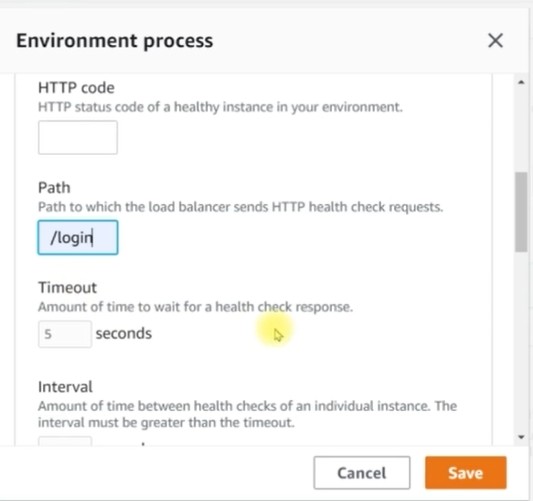 Environment process
HTTP code
HTTP status code of a healthy instance in your environment.
Path
Path to which the load balancer sends HTTP health check requests.
/login
Timeout
Amount of time to wait for a health check response.
5 seconds
Interval
Amount of time between health checks of an individual instance. The
interval must be greater than the timeout.
Cancel Save